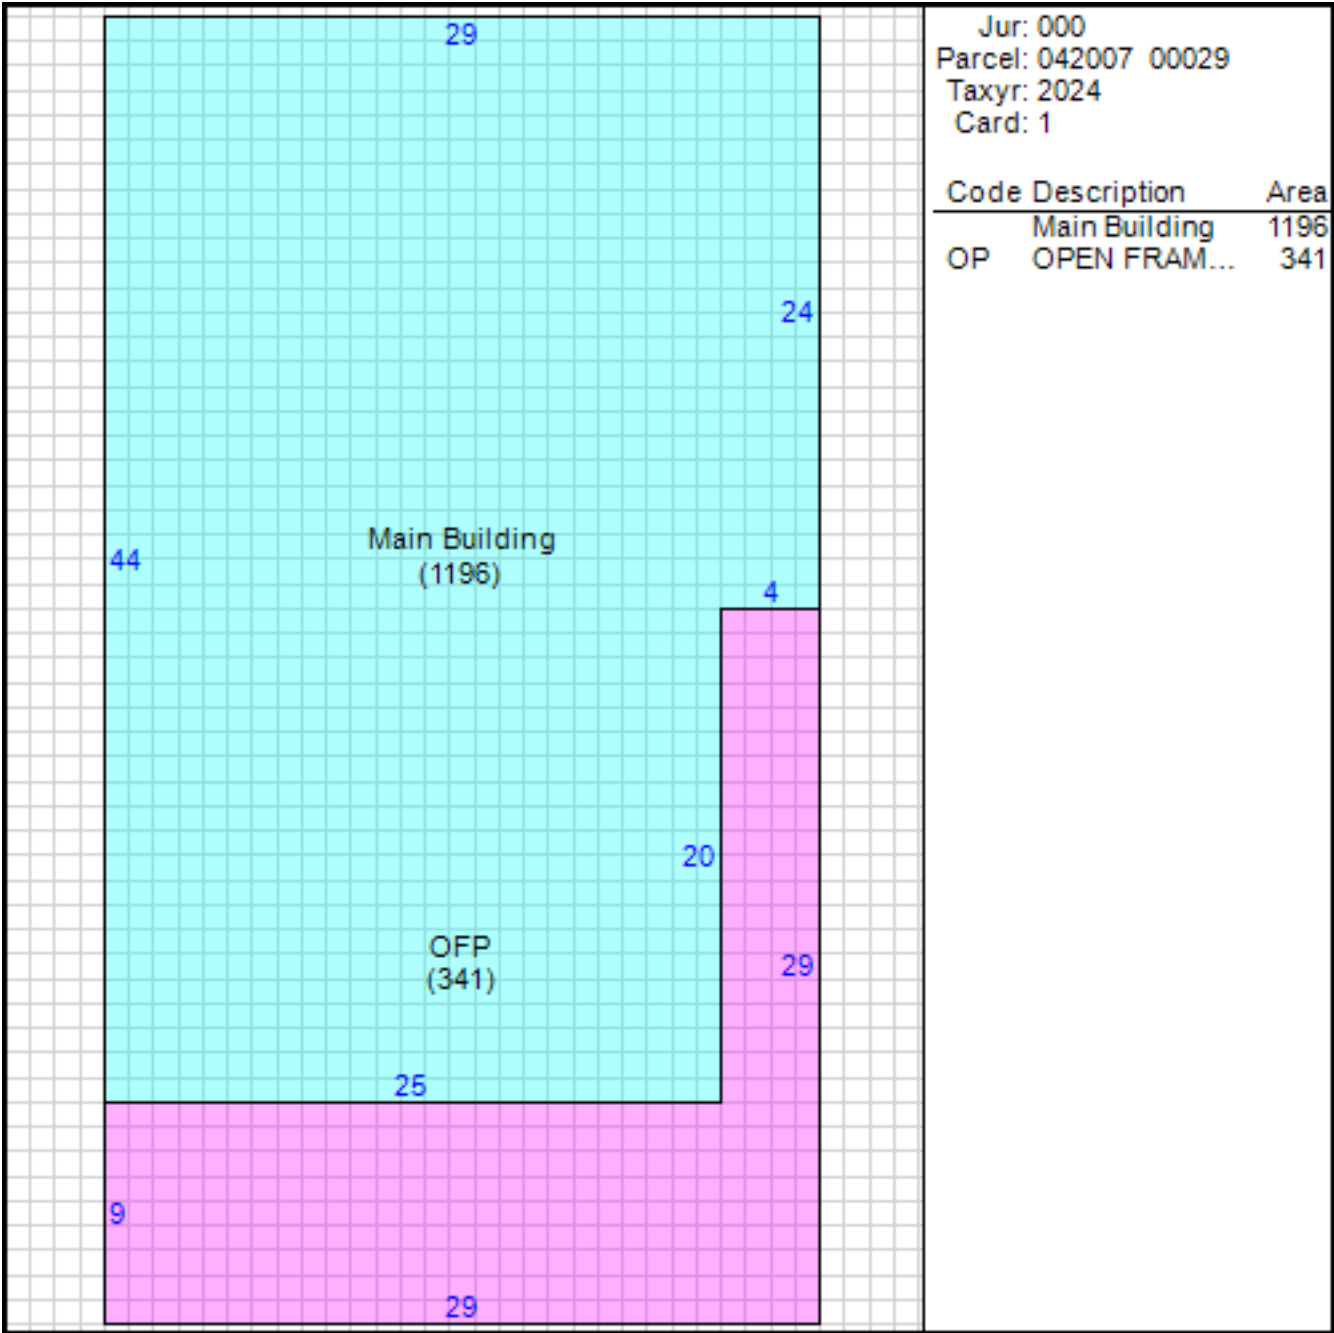 29
24
44
Main Building
(1196)
4
20
OFP
(341)
29
25
9
29
Jur: 000
Parcel: 042007 00029
Taxyr: 2024
Card: 1
Code Description Area
Main Building 1196
OP OPEN FRAM... 341